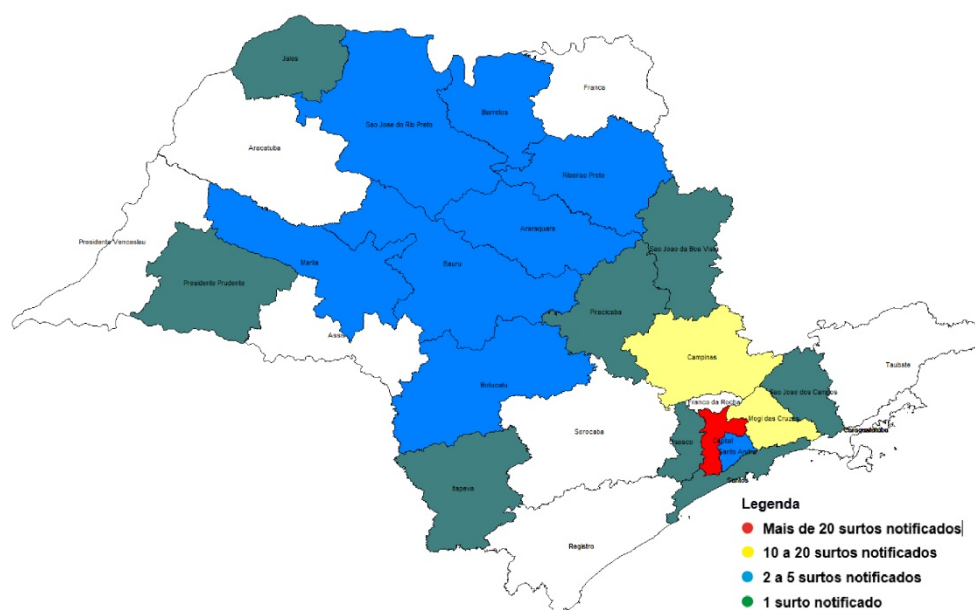 Jales
Sao Jose do Rio Preto
Barretos
Franca
Aracatuba
Ribeirao Preto
Presidente Venceslau
Marilia
Araraquara
Bauru
Sao Joao da Boa Vista
Presidente Prudente
Piracicaba
Assis
Campinas
Botucatu
Taubate
Sao Jose dos Campos
Franco da Rocha
Mogi das Cruzes
Sorocaba
Capital
Osasco
Santo Andre
Santos
Itapeva
Registro
Legenda
Mais de 20 surtos notificados
10 a 20 surtos notificados
2 a 5 surtos notificados
1 surto notificado